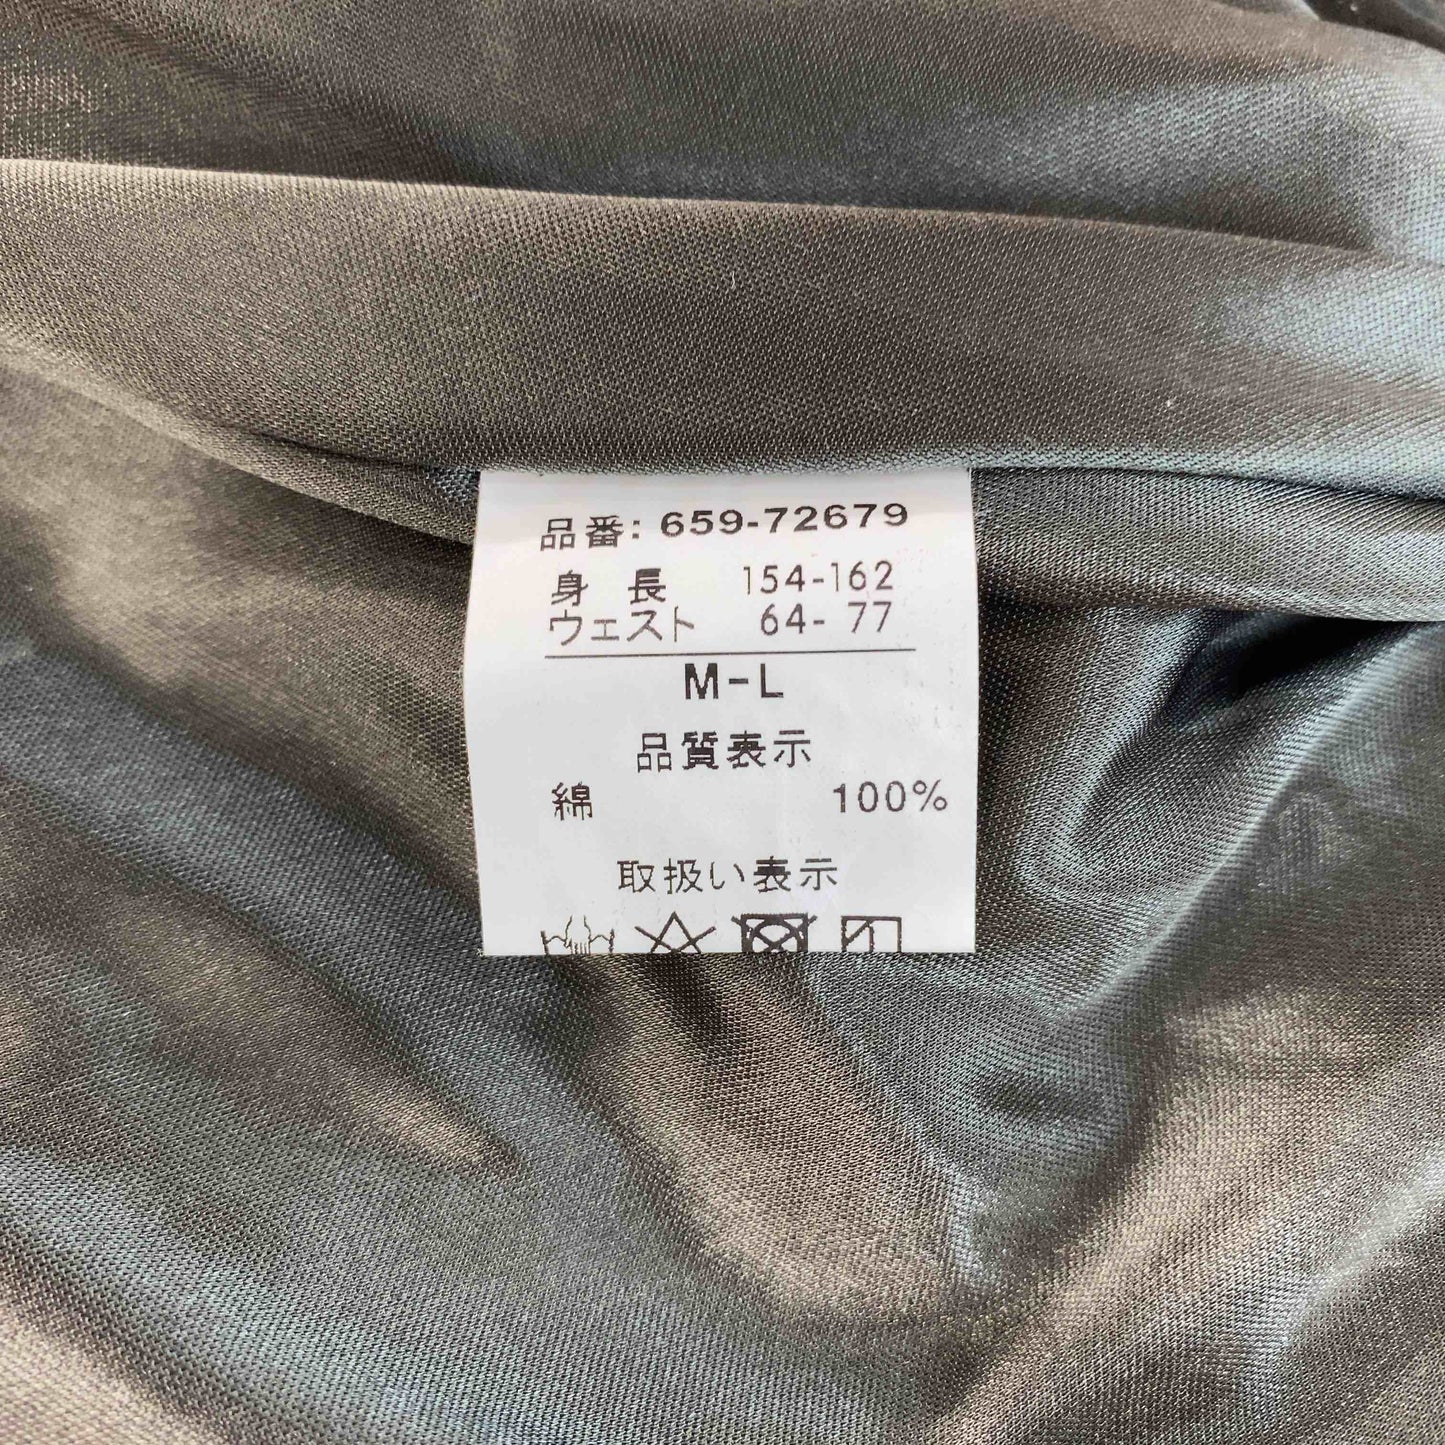 品番: 659-72679
身 長 154-162
ウェスト 64- 77
M-L
品質表示
綿 100%
取扱い表示